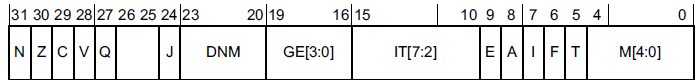 31 30 29 28 27 26 25 24 23 20 19 16 15 10 9 8 7 6 5 4 0
N Z C V Q J DNM GE[3:0] IT[7:2] E A I F T M[4:0]